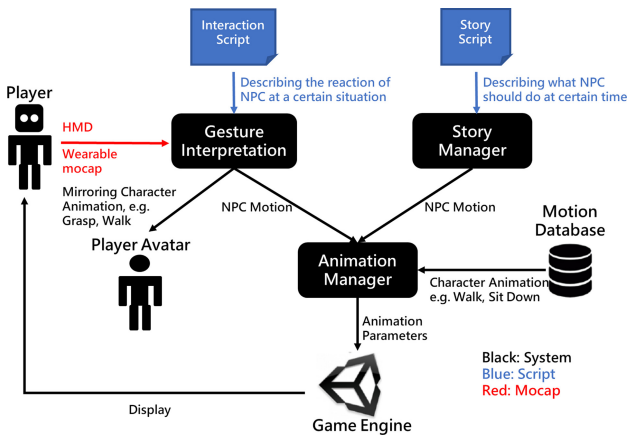 Interaction
Script
Story
Script
Describing the reaction of
NPC at a certain situation
Describing what NPC
should do at certain time
Player
HMD
Wearable
mocap
Gesture
Interpretation
Story
Manager
Mirroring Character
Animation, e.g.
Grasp, Walk
NPC Motion
NPC Motion
Motion
Database
Player Avatar
Animation
Manager
Character Animation
e.g. Walk, Sit Down
Animation
Parameters
Black: System
Blue: Script
Red: Mocap
Display
Game Engine